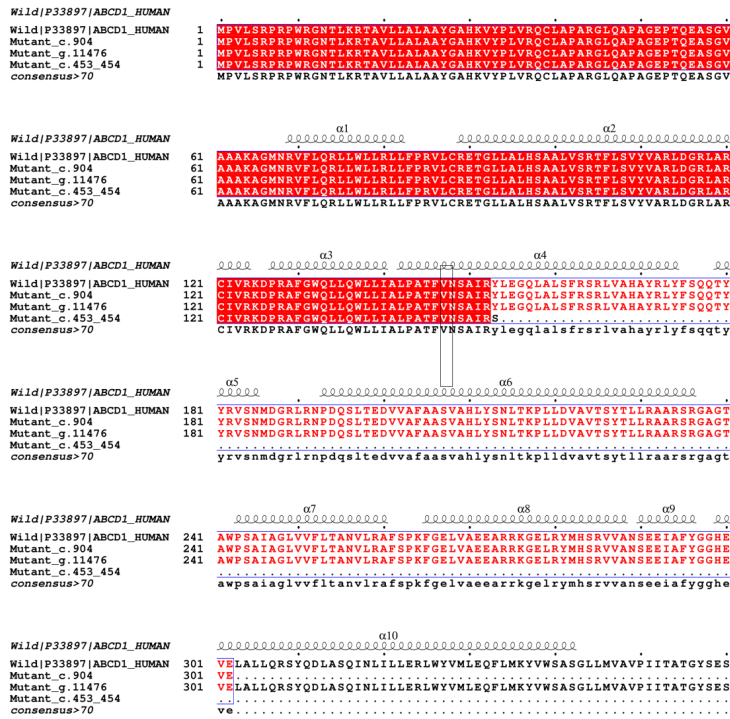 Wild|P33897|ABCD1_HUMAN
Wild|P33897|ABCD1_HUMAN 1 MPVLSRPRPWRGNTLKRTAVLLALAAYGAHKVYPLVRQCLAPARGLQAPAGEPTQEASGV
Mutant_c.904 1 MPVLSRPRPWRGNTLKRTAVLLALAAYGAHKVYPLVRQCLAPARGLQAPAGEPTQEASGV
Mutant_g.11476 1 MPVLSRPRPWRGNTLKRTAVLLALAAYGAHKVYPLVRQCLAPARGLQAPAGEPTQEASGV
Mutant_c.453_454 1 MPVLSRPRPWRGNTLKRTAVLLALAAYGAHKVYPLVRQCLAPARGLQAPAGEPTQEASGV
consensus>70 MPVLSRPRPWRGNTLKRTAVLLALAAYGAHKVYPLVRQCLAPARGLQAPAGEPTQEASGV
α1 α2
Wild|P33897|ABCD1_HUMAN
Wild|P33897|ABCD1_HUMAN 61 AAAKAGMNRVFLQRLLWLLRLLFPRVLCRETGLLALHSAALVSRTFLSVYVARLDGRLAR
Mutant_c.904 61 AAAKAGMNRVFLQRLLWLLRLLFPRVLCRETGLLALHSAALVSRTFLSVYVARLDGRLAR
Mutant_g.11476 61 AAAKAGMNRVFLQRLLWLLRLLFPRVLCRETGLLALHSAALVSRTFLSVYVARLDGRLAR
Mutant_c.453_454 61 AAAKAGMNRVFLQRLLWLLRLLFPRVLCRETGLLALHSAALVSRTFLSVYVARLDGRLAR
consensus>70 AAAKAGMNRVFLQRLLWLLRLLFPRVLCRETGLLALHSAALVSRTFLSVYVARLDGRLAR
α3 α4
Wild|P33897|ABCD1_HUMAN
Wild|P33897|ABCD1_HUMAN 121 CIVRKDPRAFGWQLLQWLLIALPATFVNSAIRYLEGQLALSFRSRLVAHAYRLYFSQQTY
Mutant_c.904 121 CIVRKDPRAFGWQLLQWLLIALPATFVNSAIRYLEGQLALSFRSRLVAHAYRLYFSQQTY
Mutant_g.11476 121 CIVRKDPRAFGWQLLQWLLIALPATFVNSAIRYLEGQLALSFRSRLVAHAYRLYFSQQTY
Mutant_c.453_454 121 CIVRKDPRAFGWQLLQWLLIALPATFVNSAIRS...........................
consensus>70 CIVRKDPRAFGWQLLQWLLIALPATFVNSAIRylegqlalsfrsrlvahayrlyfsqqty
α5 α6
Wild|P33897|ABCD1_HUMAN
Wild|P33897|ABCD1_HUMAN 181 YRVSNMDGRLRNPDQSLTEDVVAFAASVAHLYSNLTKPLLDVAVTSYTLLRAARSRGAGT
Mutant_c.904 181 YRVSNMDGRLRNPDQSLTEDVVAFAASVAHLYSNLTKPLLDVAVTSYTLLRAARSRGAGT
Mutant_g.11476 181 YRVSNMDGRLRNPDQSLTEDVVAFAASVAHLYSNLTKPLLDVAVTSYTLLRAARSRGAGT
Mutant_c.453_454 ............................................................
consensus>70 yrvsnmdgrlrnpdqsltedvvafaasvahlysnltkplldvavtsytllraarsrgagt
α7 α8 α9
Wild|P33897|ABCD1_HUMAN
Wild|P33897|ABCD1_HUMAN 241 AWPSAIAGLVVFLTANVLRAFSPKFGELVAEEARRKGELRYMHSRVVANSEEIAFYGGHE
Mutant_c.904 241 AWPSAIAGLVVFLTANVLRAFSPKFGELVAEEARRKGELRYMHSRVVANSEEIAFYGGHE
Mutant_g.11476 241 AWPSAIAGLVVFLTANVLRAFSPKFGELVAEEARRKGELRYMHSRVVANSEEIAFYGGHE
Mutant_c.453_454 ............................................................
consensus>70 awpsaiaglvvfltanvlrafspkfgelvaeearrkgelrymhsrvvanseeiafygghe
α10
Wild|P33897|ABCD1_HUMAN
Wild|P33897|ABCD1_HUMAN 301 VELALLQRSYQDLASQINLILLERLWYVMLEQFLMKYVWSASGLLMVAVPIITATGYSES
Mutant_c.904 301 VE..........................................................
Mutant_g.11476 301 VELALLQRSYQDLASQINLILLERLWYVMLEQFLMKYVWSASGLLMVAVPIITATGYSES
Mutant_c.453_454 ............................................................
consensus>70 ve..........................................................